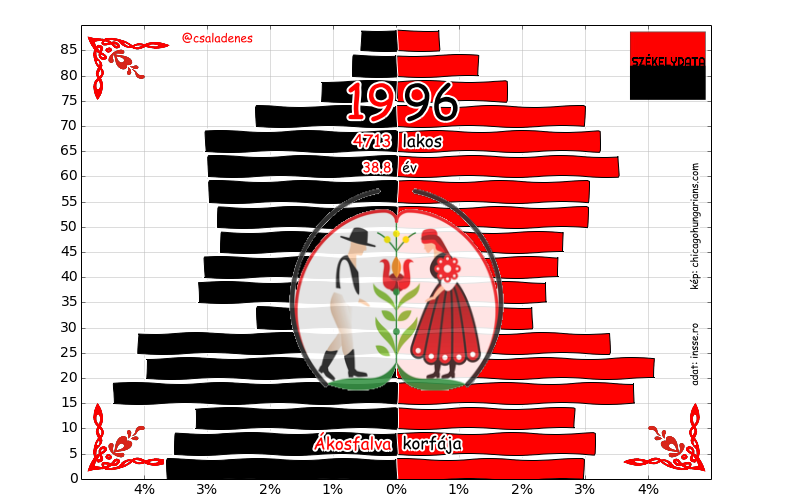 @csaladenes
SZÉKELYDATA
1996
4713 lakos
38.8 év
kép: chicagohungarians.com
adat: insse.ro
Ákosfalva korfája
85
80
75
70
65
60
55
50
45
40
35
30
25
20
15
10
5
0
4% 3% 2% 1% 0% 1% 2% 3% 4%